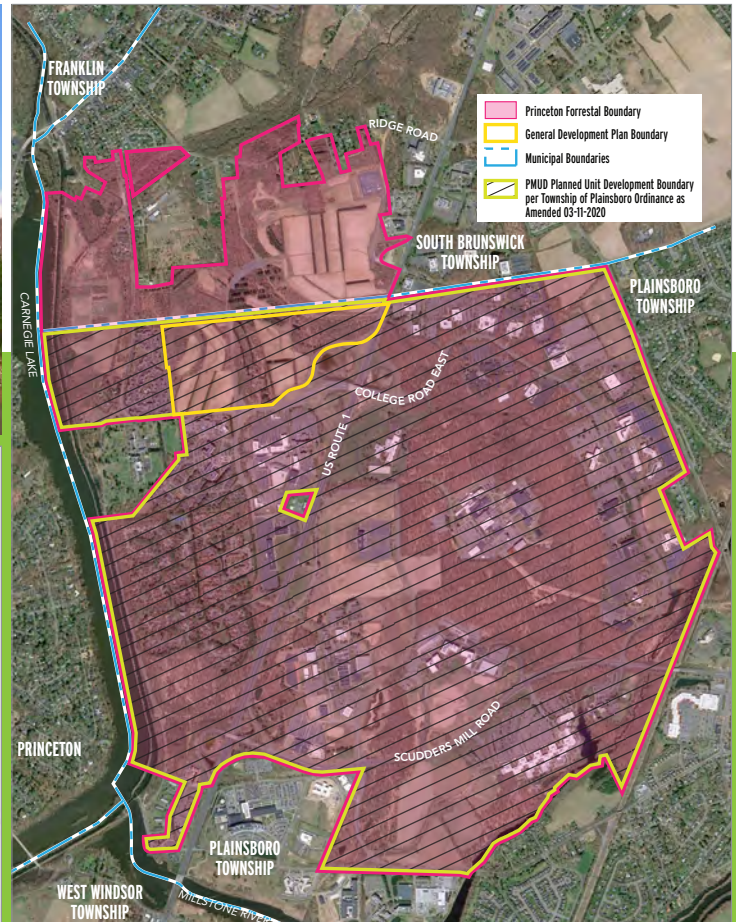 FRANKLIN
TOWNSHIP
RIDGE ROAD
Princeton Forrestal Boundary
General Development Plan Boundary
Municipal Boundaries
PMUD Planned Unit Development Boundary
per Township of Plainsboro Ordinance as
Amended 03-11-2020
SOUTH BRUNSWICK
TOWNSHIP
PLAINSBORO
TOWNSHIP
CARNEGIE LAKE
COLLEGE ROAD EAST
US ROUTE 1
SCUDDERS MILL ROAD
PRINCETON
PLAINSBORO
TOWNSHIP
WEST WINDSOR
TOWNSHIP
MILLSTONE RIVER